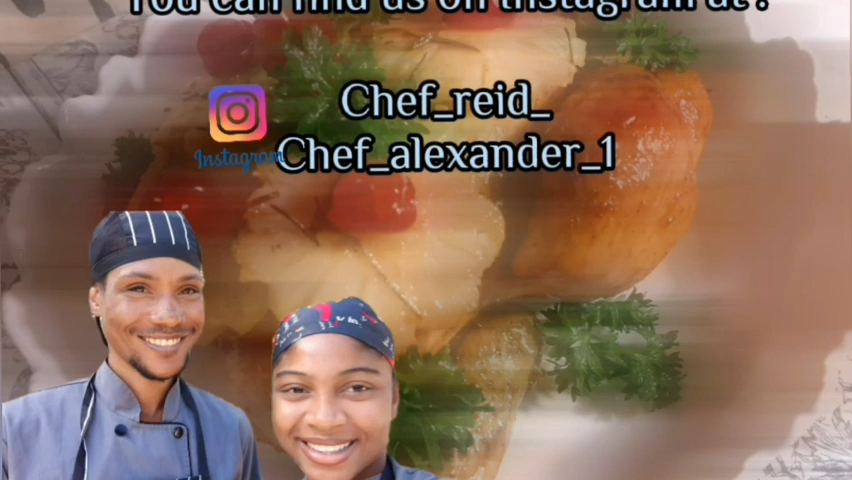 You can find us on Instagram at :
Chef_reid_
Instagram
Chef_alexander_1